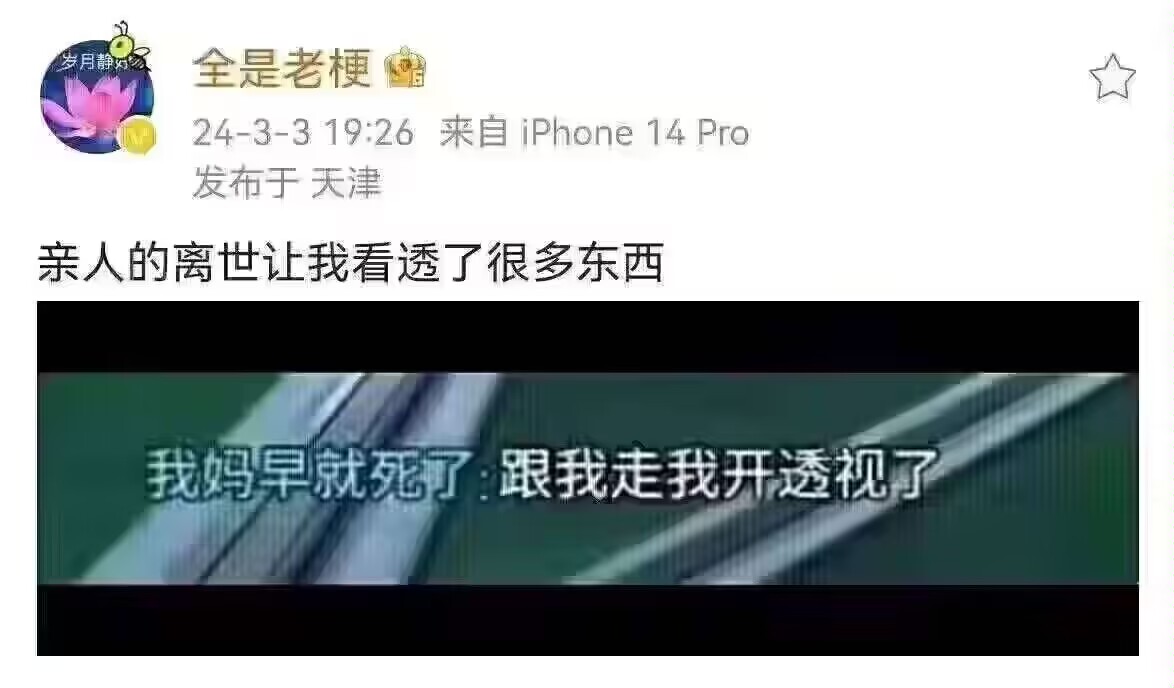 岁月静好
全是老梗
24-3-3 19:26 来自 iPhone 14 Pro
发布于 天津
亲人的离世让我看透了很多东西
我妈早就死了:跟我走我开透视了